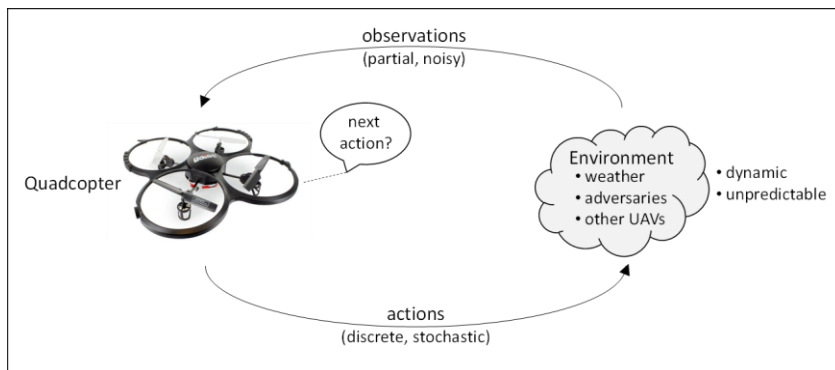 observations
(partial, noisy)
next
action?
Quadcopter
Environment
• weather
• adversaries
• other UAVs
• dynamic
• unpredictable
actions
(discrete, stochastic)